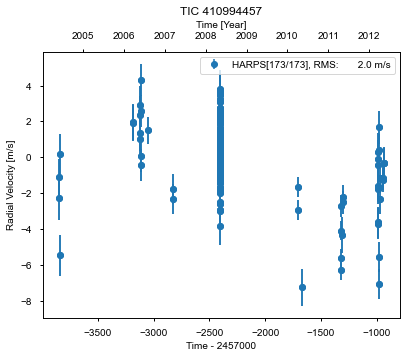 TIC 410994457
Time [Year]
2005 2006 2007 2008 2009 2010 2011 2012
HARPS[173/173], RMS: 2.0 m/s
Radial Velocity [m/s]
4
2
0
−2
−4
−6
−8
−3500 −3000 −2500 −2000 −1500 −1000
Time - 2457000